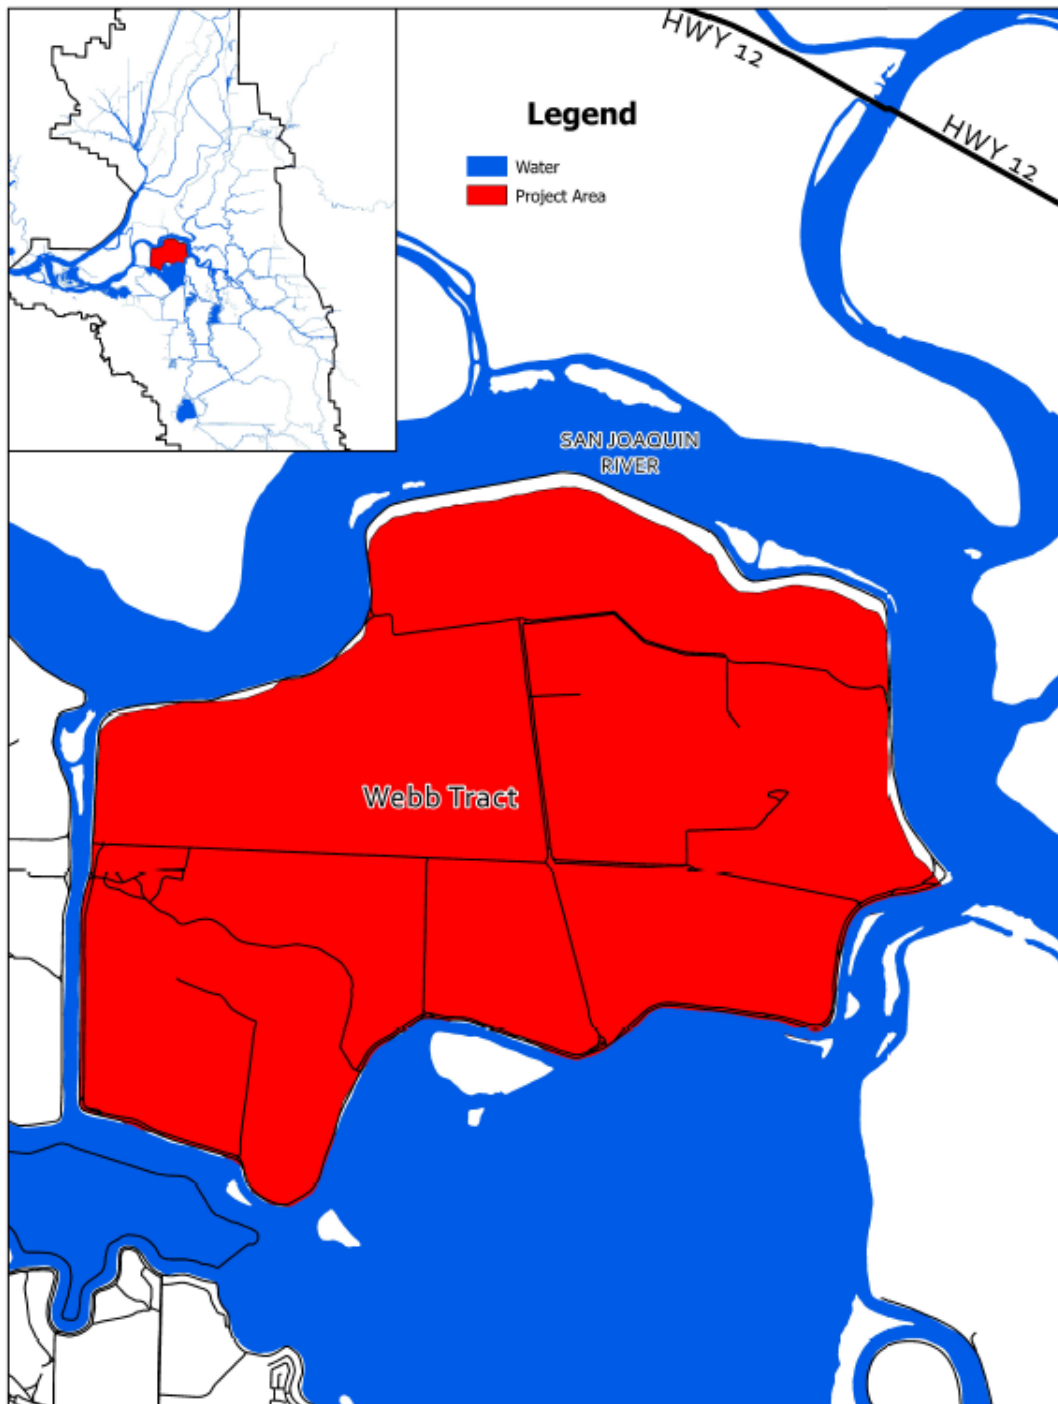 HWY 12
HWY 12
Legend
Water
Project Area
SAN JOAQUIN
RIVER
Webb Tract